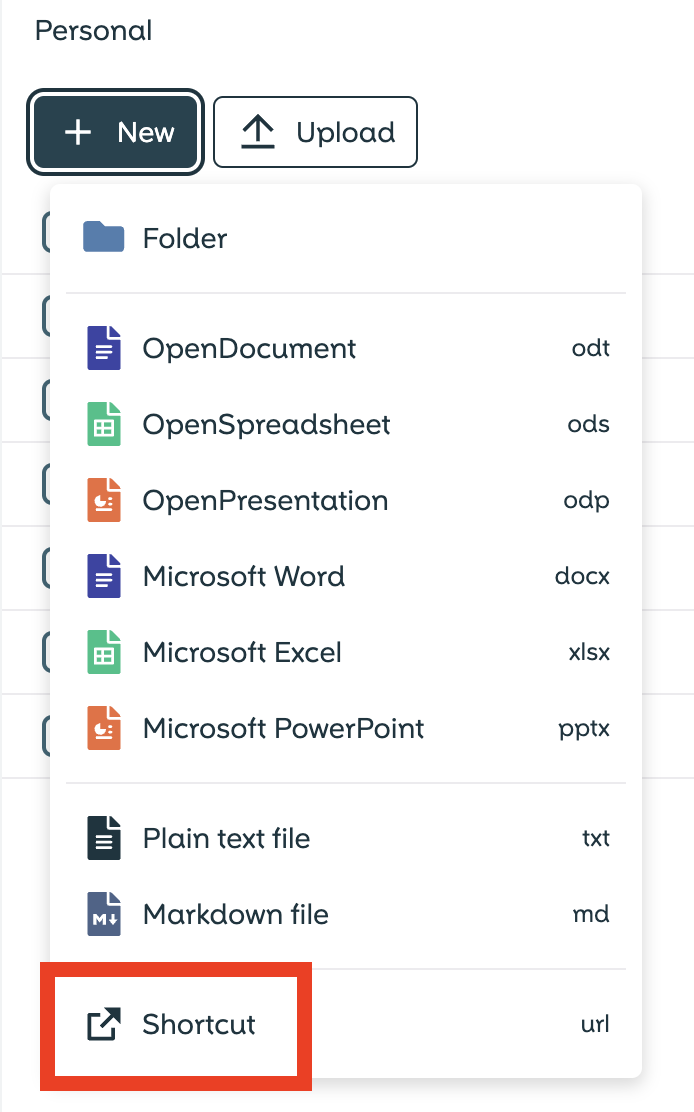 Personal
New Upload
Folder
OpenDocument odt
OpenSpreadsheet ods
OpenPresentation odp
Microsoft Word docx
Microsoft Excel xlsx
Microsoft PowerPoint pptx
Plain text file txt
M Markdown file md
Shortcut url